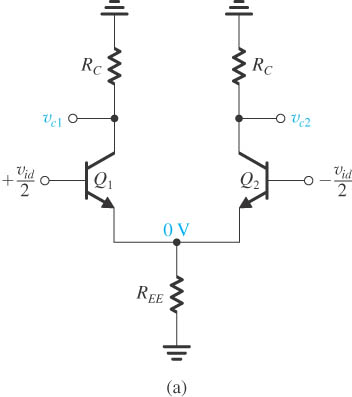 R_C R_C
v_c1 v_c2
+ v_id/2 Q_1 Q_2 − v_id/2
0 V
R_EE
(a)